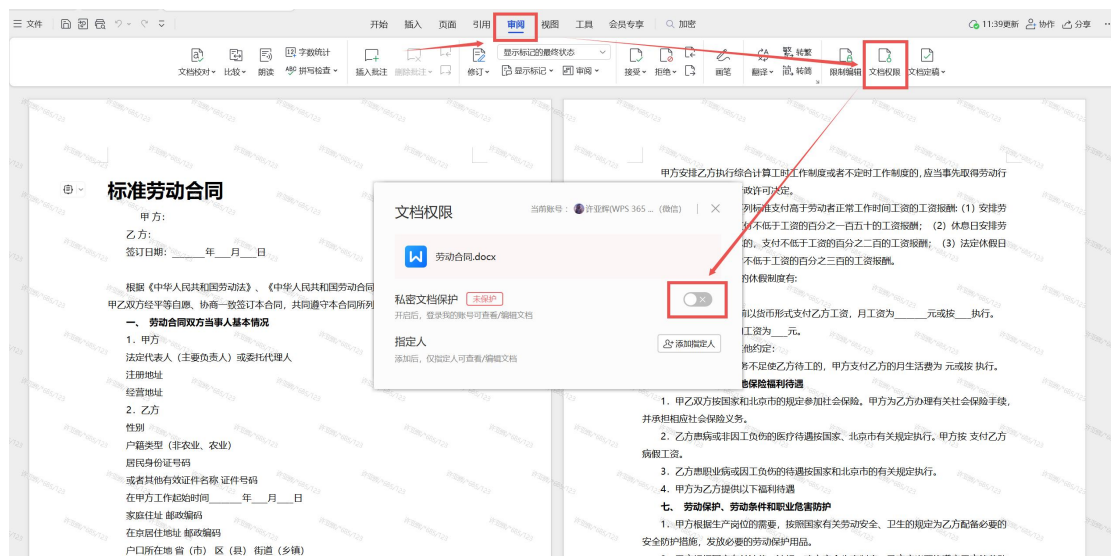 三 文件
开始 插入 页面 引用 审阅 视图 工具 会员专享 加密
11:39更新 协作 分享
文档校对 比较 朗读 字数统计 拼写检查 插入批注 删除批注 修订 显示标记的最终状态 显示标记 审阅 接受 拒绝 画笔 翻译 繁 转繁 简 转简 限制编辑 文档权限 文档定稿
标准劳动合同
甲方:
乙方:
签订日期: ______年___月___日
根据《中华人民共和国劳动法》、《中华人民共和国劳动合同
甲乙双方经平等自愿、协商一致签订本合同,共同遵守本合同所列
一、 劳动合同双方当事人基本情况
1. 甲方
法定代表人(主要负责人)或委托代理人
注册地址
经营地址
2. 乙方
性别
户籍类型(非农业、农业)
居民身份证号码
或者其他有效证件名称 证件号码
在甲方工作起始时间______年___月___日
家庭住址 邮政编码
在京居住地址 邮政编码
户口所在地 省(市) 区(县) 街道(乡镇)
文档权限
当前账号: 许亚辉(WPS 365 ... (微信)
劳动合同.docx
私密文档保护 未保护
开启后,登录我的账号可查看/编辑文档
指定人
添加后,仅指定人可查看/编辑文档
添加指定人
甲方安排乙方执行综合计算工时工作制度或者不定时工作制度的,应当事先取得劳动行
政许可决定。
列标准支付高于劳动者正常工作时间工资的工资报酬:(1)安排劳
付不低于工资的百分之一百五十的工资报酬;(2)休息日安排劳
的,支付不低于工资的百分之二百的工资报酬;(3)法定休假日
不低于工资的百分之三百的工资报酬。
的休假制度有:
前以货币形式支付乙方工资,月工资为______元或按___执行。
工资为___元。
他约定:
务不足使乙方待工的,甲方支付乙方的月生活费为 元或按 执行。
他保险福利待遇
1. 甲乙双方按国家和北京市的规定参加社会保险。甲方为乙方办理有关社会保险手续,
并承担相应社会保险义务。
2. 乙方患病或非因工负伤的医疗待遇按国家、北京市有关规定执行。甲方按 支付乙方
病假工资。
3. 乙方患职业病或因工负伤的待遇按国家和北京市的有关规定执行。
4. 甲方为乙方提供以下福利待遇
七、 劳动保护、劳动条件和职业危害防护
1. 甲方根据生产岗位的需要,按照国家有关劳动安全、卫生的规定为乙方配备必要的
安全防护措施,发放必要的劳动保护用品。